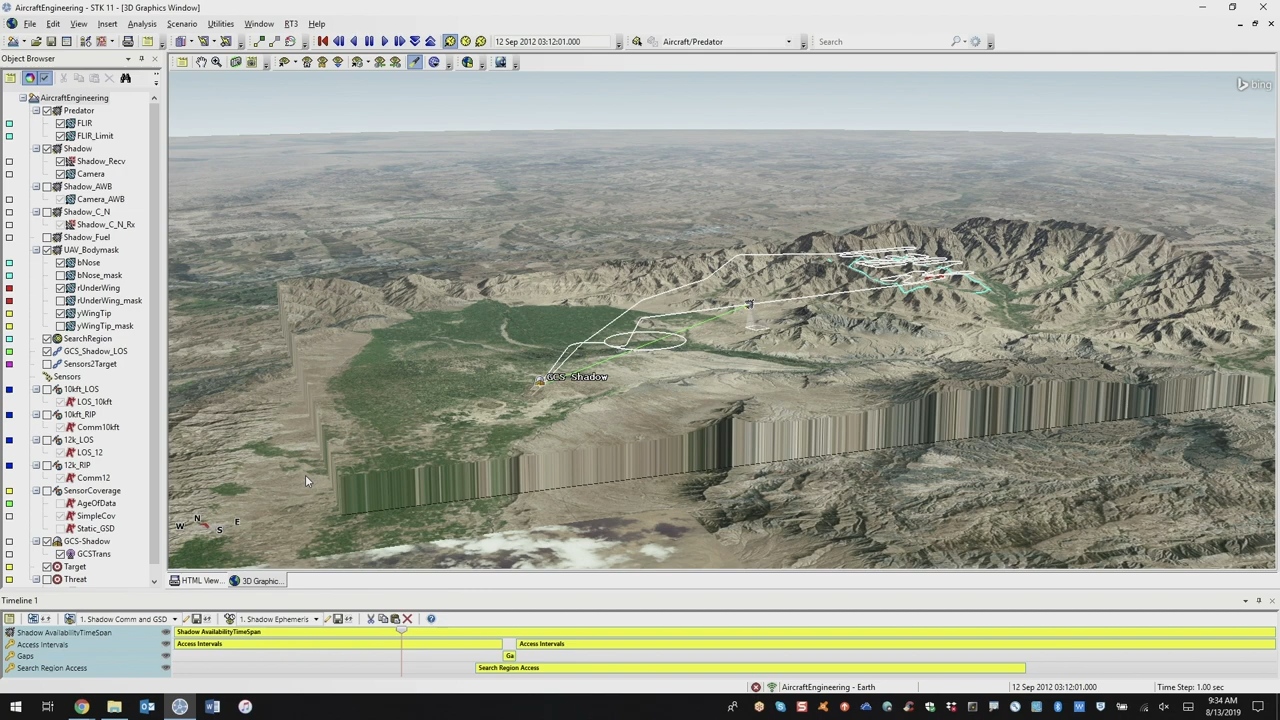 AircraftEngineering - STK 11 - [3D Graphics Window]
File Edit View Insert Analysis Scenario Utilities Window RT3 Help
12 Sep 2012 03:12:01.000 Aircraft/Predator Search
Object Browser
AircraftEngineering
Predator
FLIR
FLIR_Limit
Shadow
Shadow_Recv
Camera
Shadow_AWB
Camera_AWB
Shadow_C_N
Shadow_C_N_Rx
Shadow_Fuel
UAV_Bodymask
bNose
bNose_mask
rUnderWing
rUnderWing_mask
yWingTip
yWingTip_mask
SearchRegion
GCS_Shadow_LOS
Sensors2Target
Sensors
10kft_LOS
LOS_10kft
10kft_RIP
Comm10kft
12k_LOS
LOS_12
12k_RIP
Comm12
SensorCoverage
AgeOfData
SimpleCov
Static_GSD
GCS-Shadow
GCSTrans
Target
Threat
bing
GCS-Shadow
N
W E
S
HTML View... 3D Graphic...
Timeline 1
1. Shadow Comm and GSD 1. Shadow Ephemeris
Shadow AvailabilityTimeSpan Shadow AvailabilityTimeSpan
Access Intervals Access Intervals Access Intervals
Gaps Ga
Search Region Access Search Region Access
AircraftEngineering - Earth 12 Sep 2012 03:12:01.000 Time Step: 1.00 sec
9:34 AM
8/13/2019